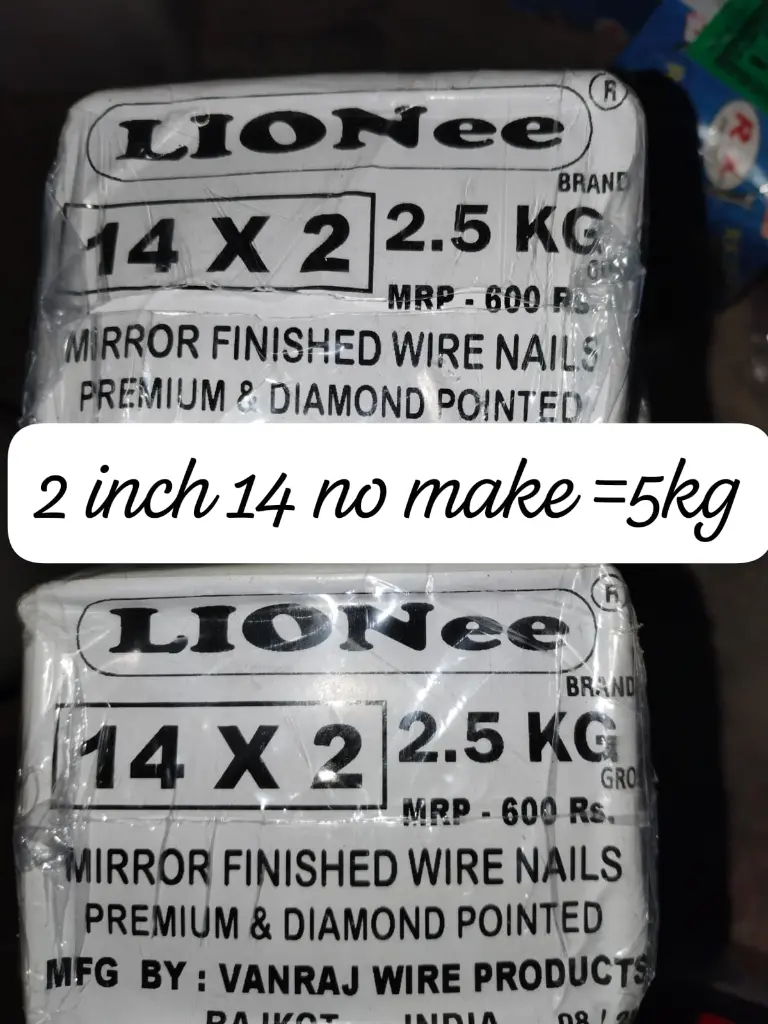 LIONee ®
BRAND
14 X 2 2.5 KG
MRP - 600 Rs.
MIRROR FINISHED WIRE NAILS
PREMIUM & DIAMOND POINTED
2 inch 14 no make =5kg
LIONee ®
BRAND
14 X 2 2.5 KG
GRO
MRP - 600 Rs.
MIRROR FINISHED WIRE NAILS
PREMIUM & DIAMOND POINTED
MFG BY : VANRAJ WIRE PRODUCTS
RAJKOT INDIA